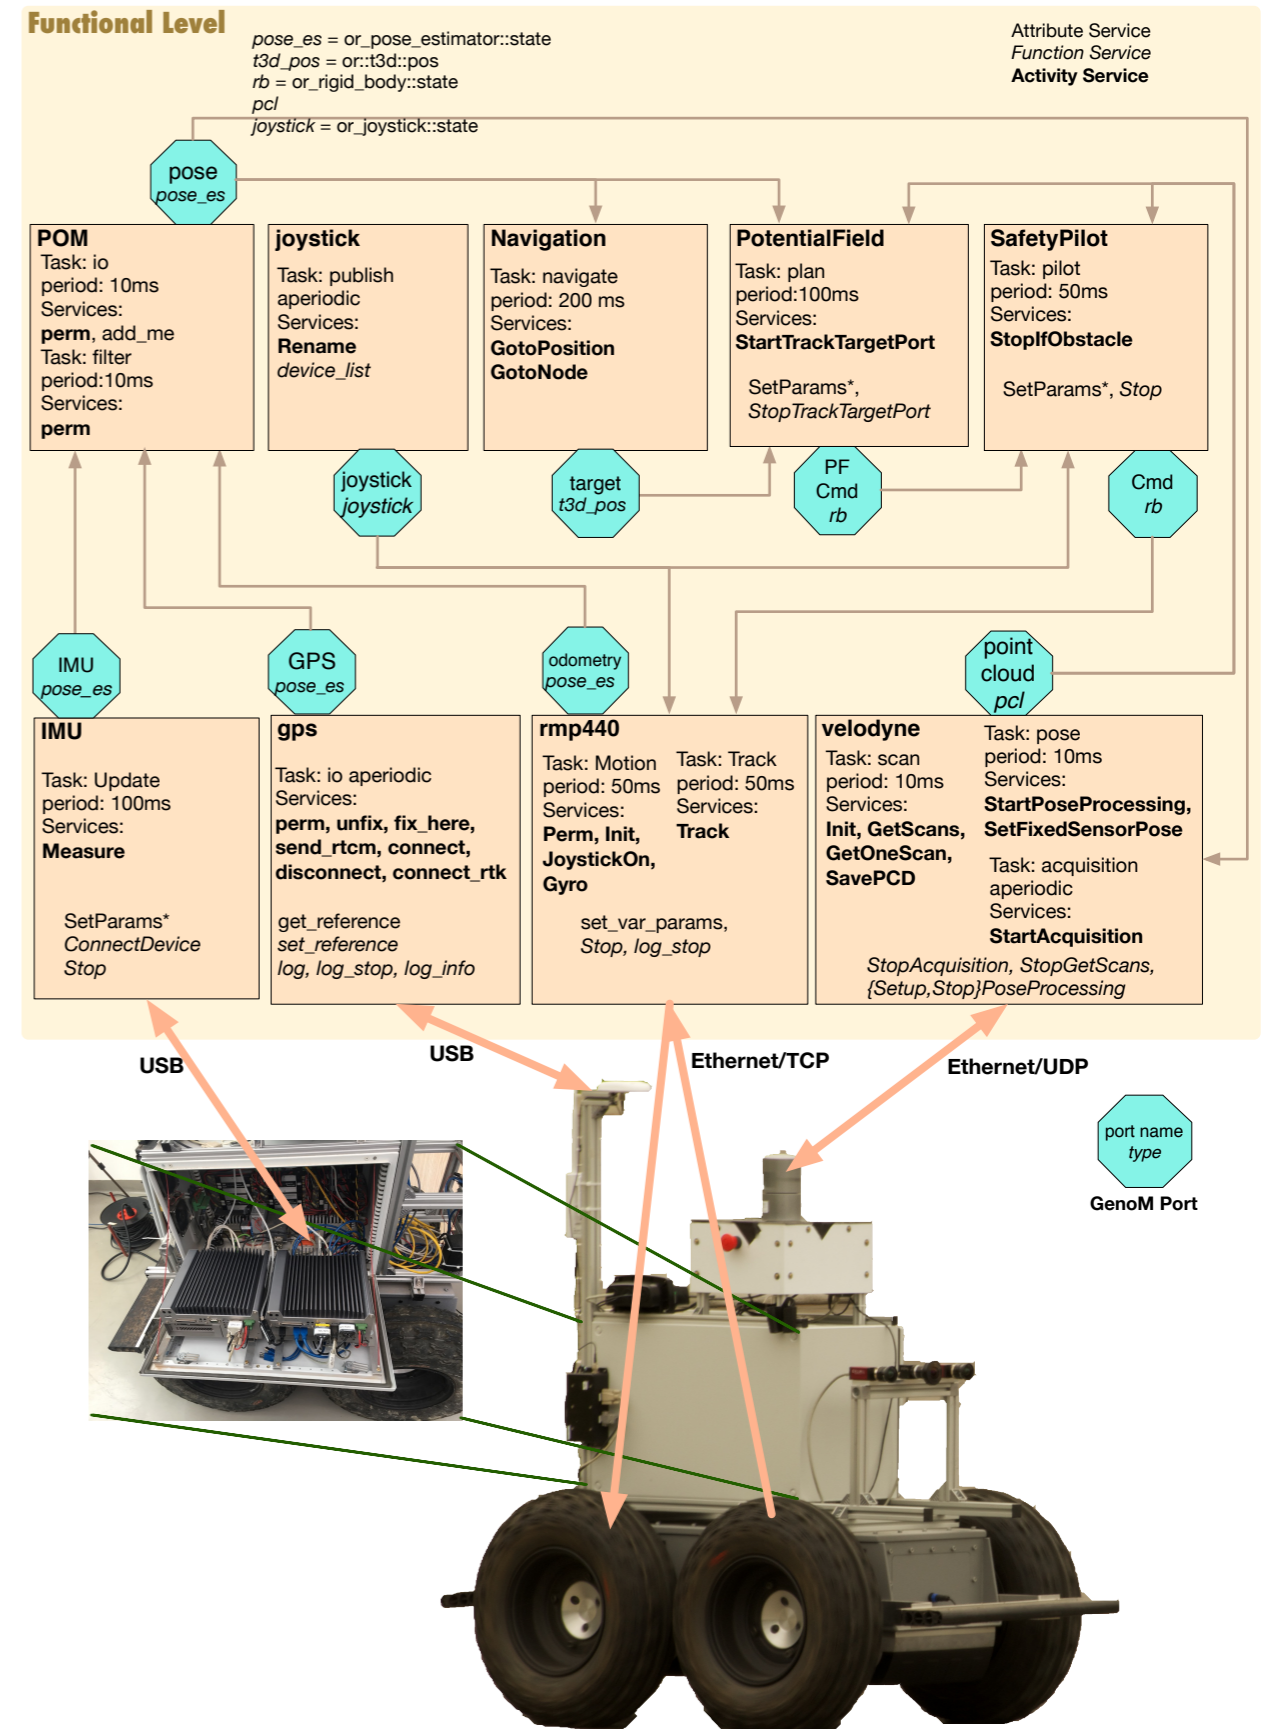 Functional Level
pose_es = or_pose_estimator::state
t3d_pos = or::t3d::pos
rb = or_rigid_body::state
pcl
joystick = or_joystick::state
Attribute Service
Function Service
Activity Service
pose
pose_es
POM
Task: io
period: 10ms
Services:
perm, add_me
Task: filter
period:10ms
Services:
perm
joystick
Task: publish
aperiodic
Services:
Rename
device_list
Navigation
Task: navigate
period: 200 ms
Services:
GotoPosition
GotoNode
PotentialField
Task: plan
period:100ms
Services:
StartTrackTargetPort
SetParams*,
StopTrackTargetPort
SafetyPilot
Task: pilot
period: 50ms
Services:
StopIfObstacle
SetParams*, Stop
joystick
joystick
target
t3d_pos
PF
Cmd
rb
Cmd
rb
IMU
pose_es
GPS
pose_es
odometry
pose_es
point
cloud
pcl
IMU
Task: Update
period: 100ms
Services:
Measure
SetParams*
ConnectDevice
Stop
gps
Task: io aperiodic
Services:
perm, unfix, fix_here,
send_rtcm, connect,
disconnect, connect_rtk
get_reference
set_reference
log, log_stop, log_info
rmp440
Task: Motion
period: 50ms
Services:
Perm, Init,
JoystickOn,
Gyro
Task: Track
period: 50ms
Services:
Track
set_var_params,
Stop, log_stop
velodyne
Task: scan
period: 10ms
Services:
Init, GetScans,
GetOneScan,
SavePCD
Task: pose
period: 10ms
Services:
StartPoseProcessing,
SetFixedSensorPose
Task: acquisition
aperiodic
Services:
StartAcquisition
StopAcquisition, StopGetScans,
{Setup,Stop}PoseProcessing
USB
USB
Ethernet/TCP
Ethernet/UDP
port name
type
GenoM Port